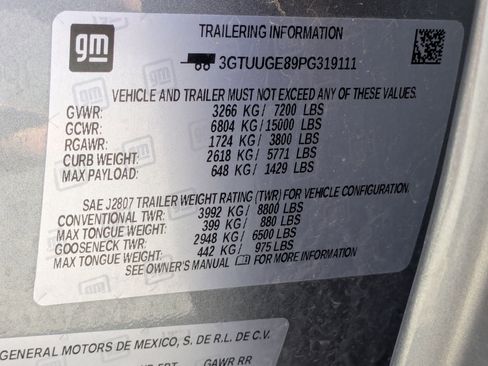 gm
TRAILERING INFORMATION
3GTUUGE89PG319111
VEHICLE AND TRAILER MUST NOT EXCEED ANY OF THESE VALUES
GVWR: 3266 KG / 7200 LBS
GCWR: 6804 KG / 15000 LBS
RGAWR: 1724 KG / 3800 LBS
CURB WEIGHT: 2618 KG / 5771 LBS
MAX PAYLOAD: 648 KG / 1429 LBS
SAE J2807 TRAILER WEIGHT RATING (TWR) FOR VEHICLE CONFIGURATION.
CONVENTIONAL TWR: 3992 KG / 8800 LBS
MAX TONGUE WEIGHT: 399 KG / 880 LBS
GOOSENECK TWR: 2948 KG / 6500 LBS
MAX TONGUE WEIGHT: 442 KG / 975 LBS
SEE OWNER'S MANUAL FOR MORE INFORMATION
GENERAL MOTORS DE MEXICO, S. DE R.L. DE C.V.
GAWR RR